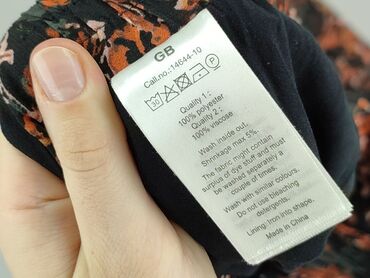 GB
Call.no.:14644-10
30
Quality 1 :
100% polyester
Quality 2 :
100% viscose
Wash inside out.
Shrinkage max 5%.
The fabric might contain
surplus of dye stuff and must
be washed separately a
couple of times.
Wash with similar colours.
Do not use bleaching
detergents.
Lining: Iron into shape.
Made in China